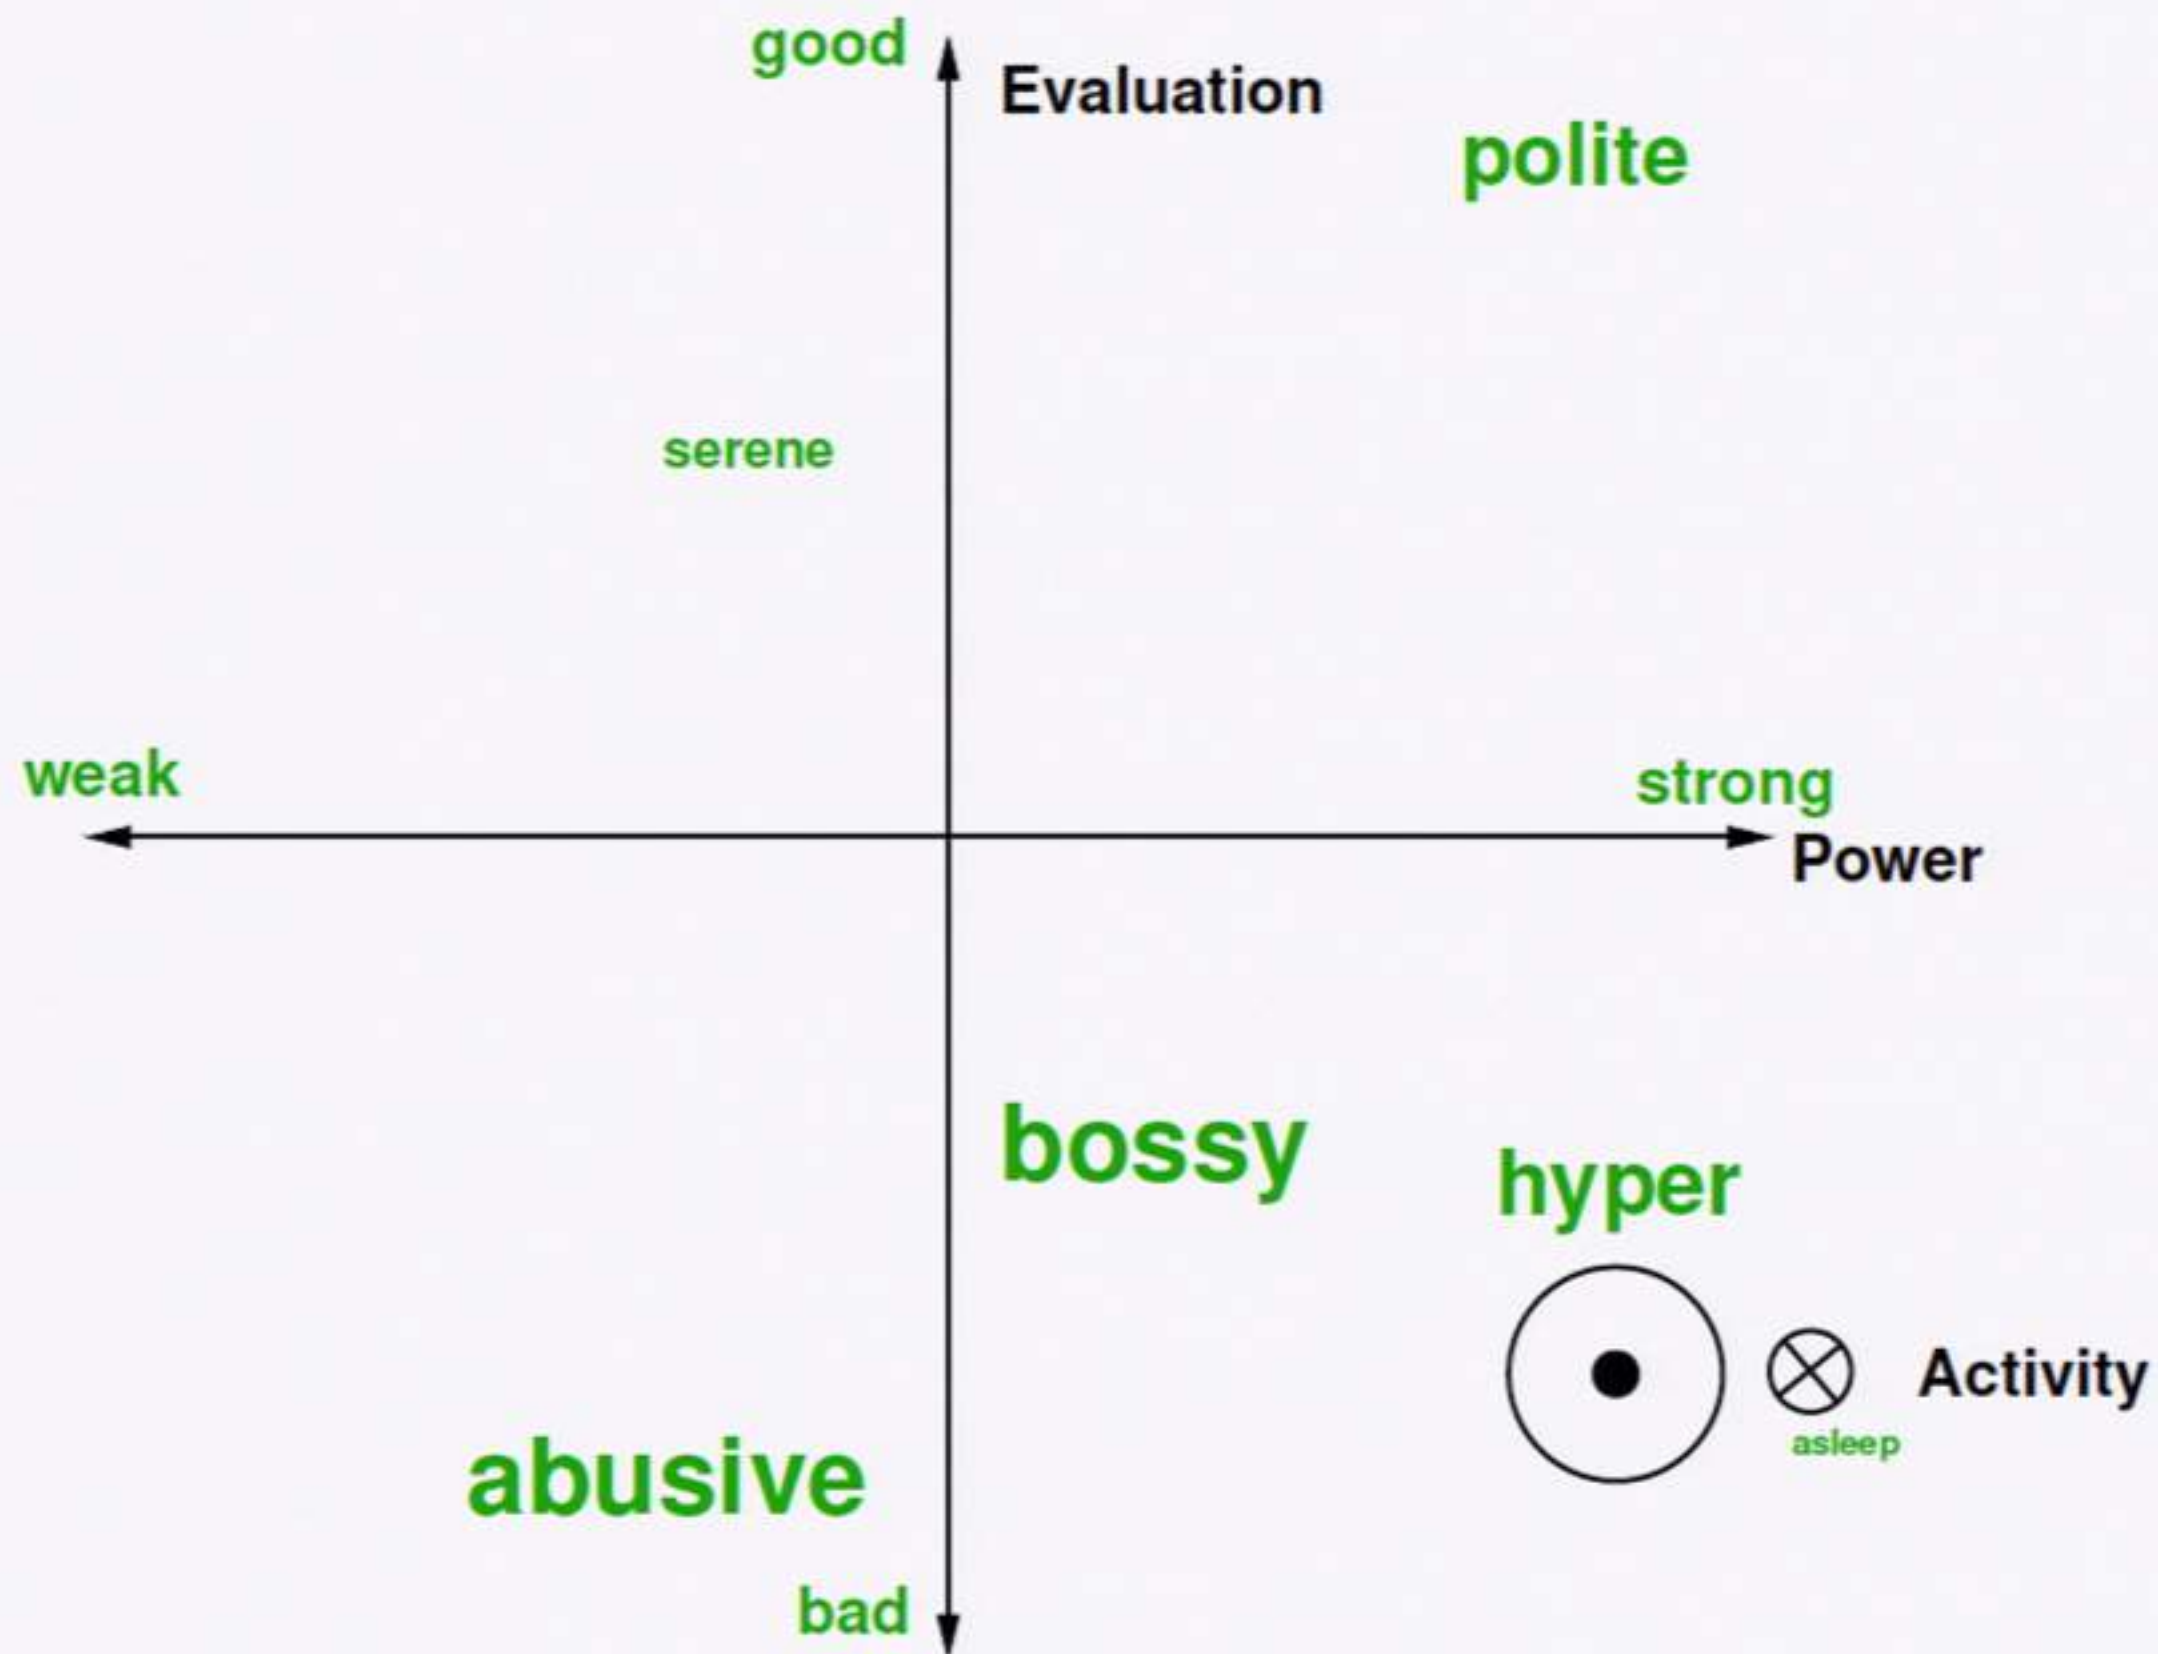 good
Evaluation
polite
serene
weak
strong
Power
bossy
hyper
Activity
asleep
abusive
bad